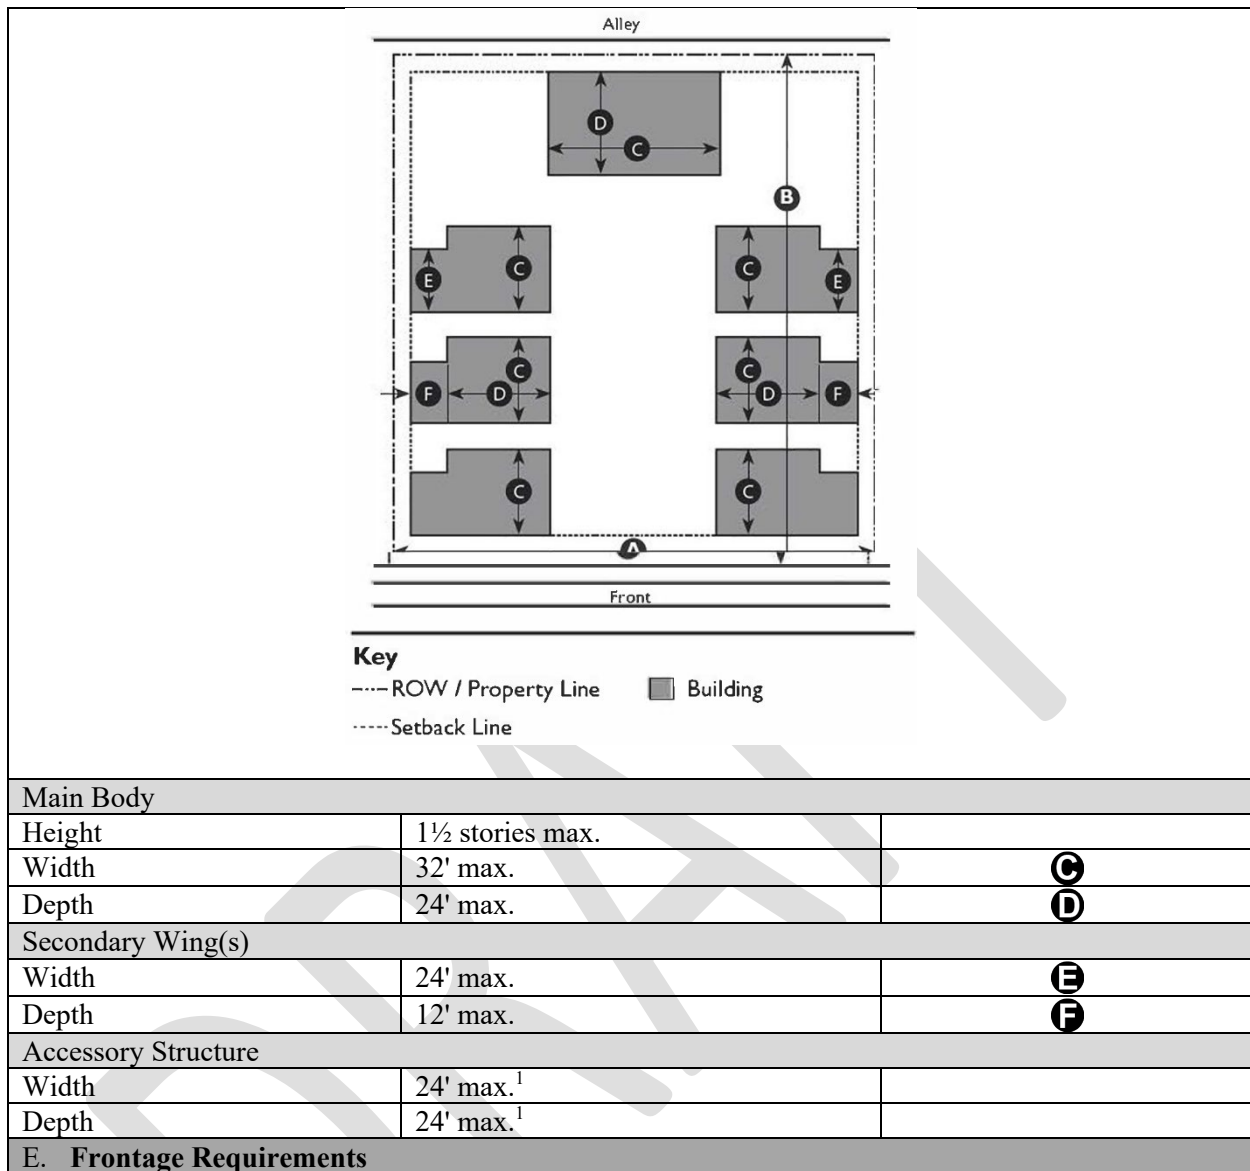 Alley
D
C
B
C
C
E
E
C
C
F
D
D
F
C
C
A
Front
Key
ROW / Property Line
Building
Setback Line
Main Body
Height 1½ stories max.
Width 32' max. C
Depth 24' max. D
Secondary Wing(s)
Width 24' max. E
Depth 12' max. F
Accessory Structure
Width 24' max.1
Depth 24' max.1
E. Frontage Requirements
DRAFT